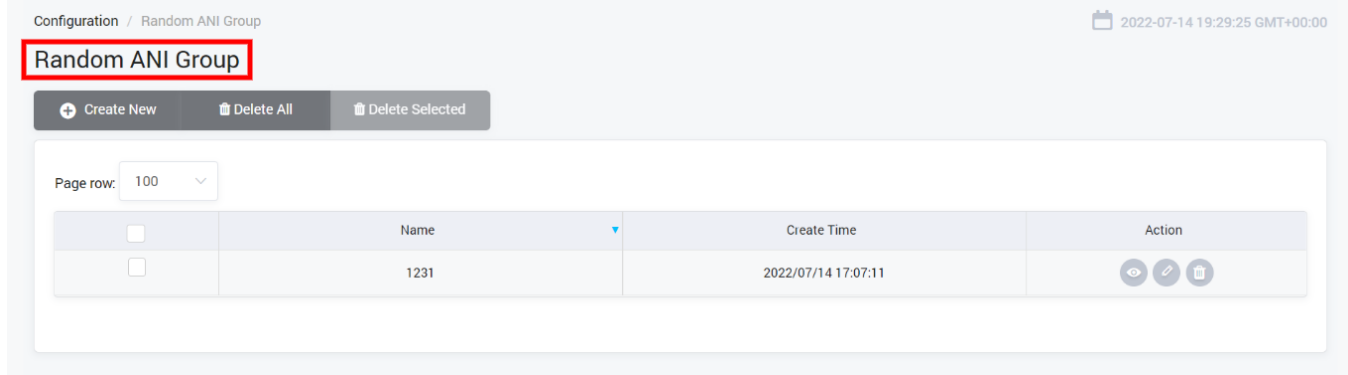 Configuration / Random ANI Group
2022-07-14 19:29:25 GMT+00:00
Random ANI Group
Create New Delete All Delete Selected
Page row: 100
Name Create Time Action
1231 2022/07/14 17:07:11